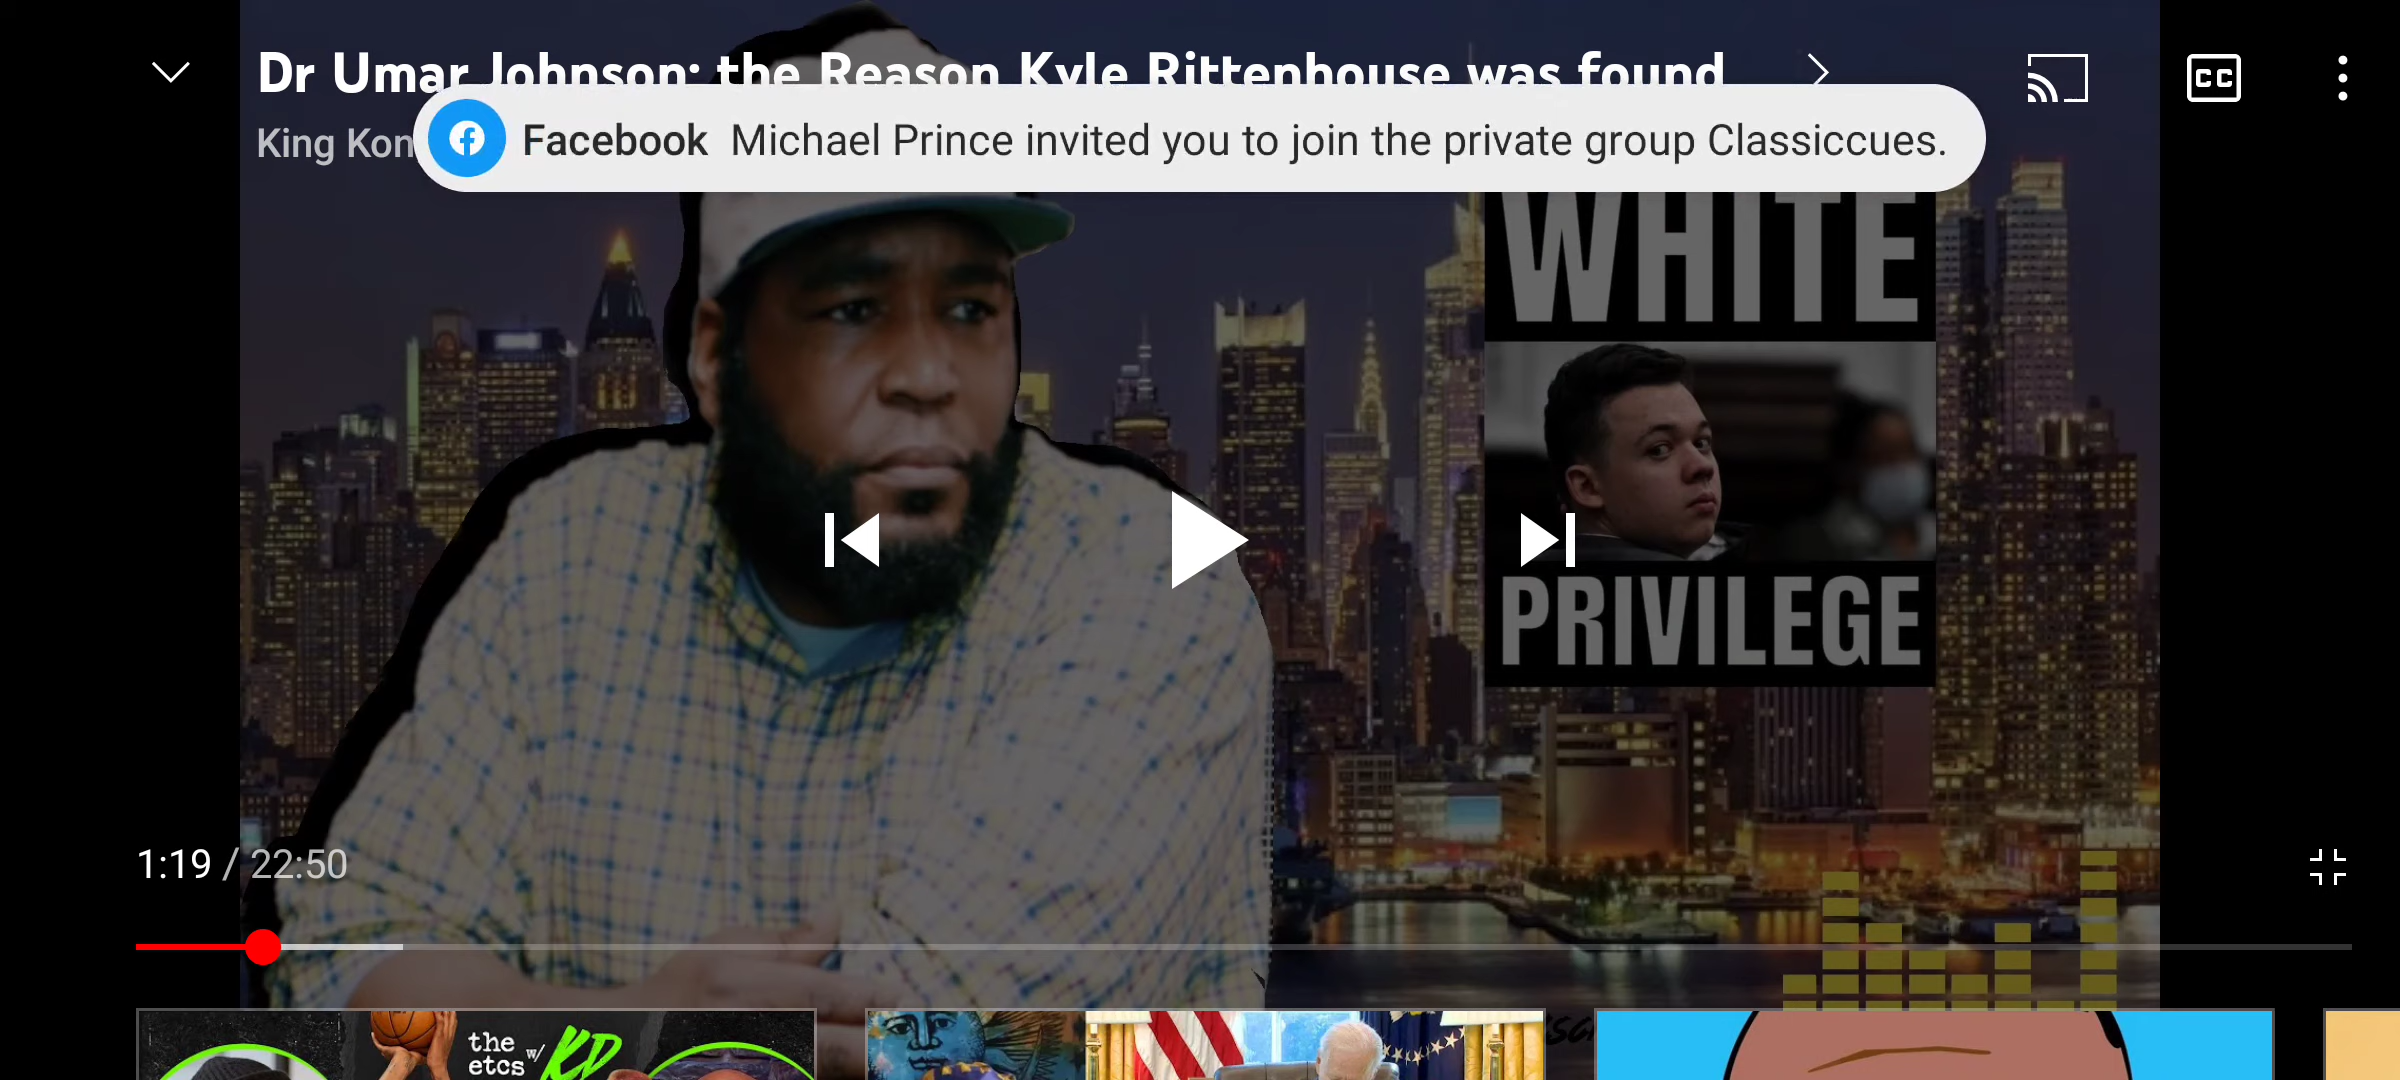 Dr Umar Johnson: the Reason Kyle Rittenhouse was found
King Kon
Facebook Michael Prince invited you to join the private group Classiccues.
CC
WHITE
PRIVILEGE
1:19 / 22:50
the
etcs w/ KD